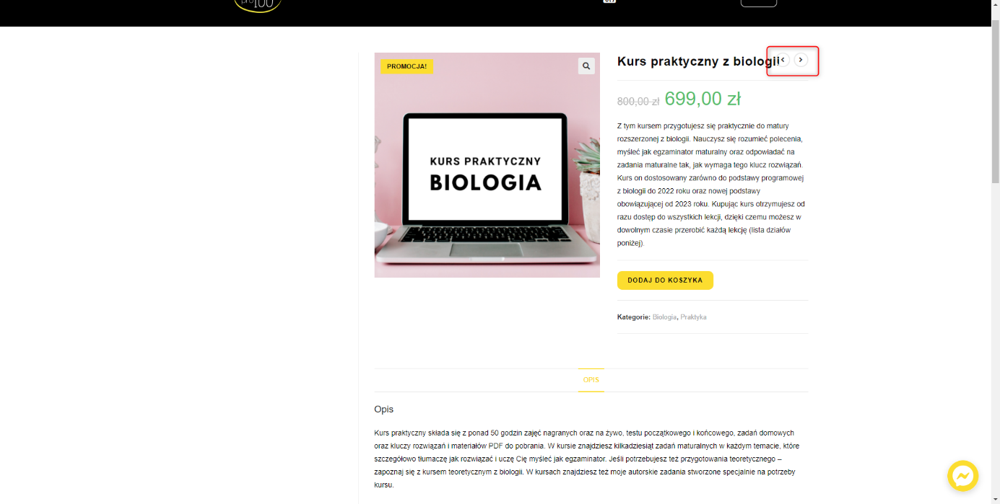 pro100
PROMOCJA!
KURS PRAKTYCZNY
BIOLOGIA
Kurs praktyczny z biologii
800,00 zł 699,00 zł
Z tym kursem przygotujesz się praktycznie do matury
rozszerzonej z biologii. Nauczysz się rozumieć polecenia,
myśleć jak egzaminator maturalny oraz odpowiadać na
zadania maturalne tak, jak wymaga tego klucz rozwiązań.
Kurs on dostosowany zarówno do podstawy programowej
z biologii do 2022 roku oraz nowej podstawy
obowiązującej od 2023 roku. Kupując kurs otrzymujesz od
razu dostęp do wszystkich lekcji, dzięki czemu możesz w
dowolnym czasie przerobić każdą lekcję (lista działów
poniżej).
DODAJ DO KOSZYKA
Kategorie: Biologia, Praktyka
OPIS
Opis
Kurs praktyczny składa się z ponad 50 godzin zajęć nagranych oraz na żywo, testu początkowego i końcowego, zadań domowych
oraz kluczy rozwiązań i materiałów PDF do pobrania. W kursie znajdziesz kilkadziesiąt zadań maturalnych w każdym temacie, które
szczegółowo tłumaczę jak rozwiązać i uczę Cię myśleć jak egzaminator. Jeśli potrzebujesz też przygotowania teoretycznego –
zapoznaj się z kursem teoretycznym z biologii. W kursach znajdziesz też moje autorskie zadania stworzone specjalnie na potrzeby
kursu.